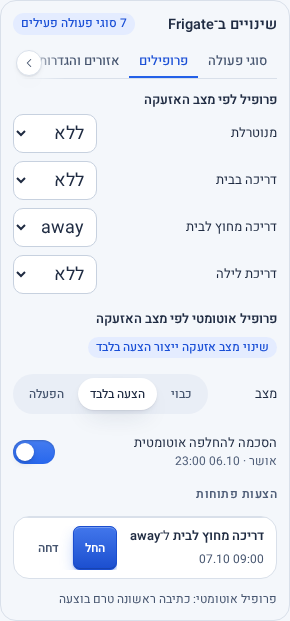 שינויים ב־Frigate
7 סוגי פעולה פעילים
סוגי פעולה
פרופילים
אזורים והגדרות
פרופיל לפי מצב האזעקה
מנוטרלת
ללא
דריכה בבית
ללא
דריכה מחוץ לבית
away
דריכת לילה
ללא
פרופיל אוטומטי לפי מצב האזעקה
שינוי מצב אזעקה ייצור הצעה בלבד
מצב
כבוי
הצעה בלבד
הפעלה
הסכמה להחלפה אוטומטית
אושר · 06.10 23:00
הצעות פתוחות
דריכה מחוץ לבית ל־away
07.10 09:00
החל
דחה
פרופיל אוטומטי: כתיבה ראשונה טרם בוצעה